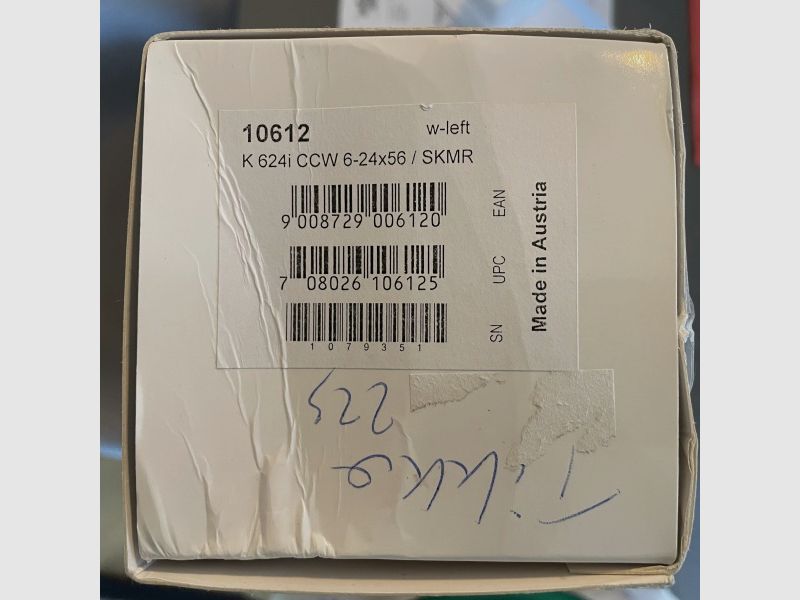 10612 w-left
K 624i CCW 6-24x56 / SKMR
9 008729 006120 EAN
7 08026 106125 UPC
1079351 SN
Made in Austria
Tikka
223